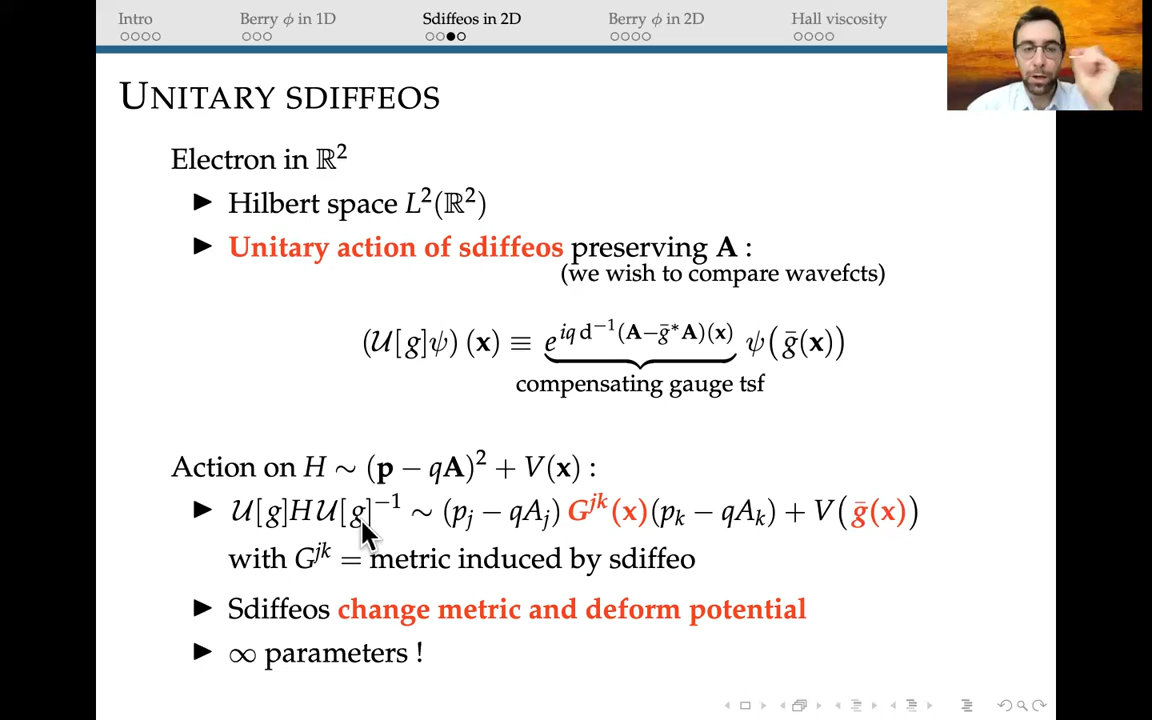 Intro Berry ϕ in 1D Sdiffeos in 2D Berry ϕ in 2D Hall viscosity
UNITARY SDIFFEOS
Electron in ℝ²
▶ Hilbert space L²(ℝ²)
▶ Unitary action of sdiffeos preserving A :
(we wish to compare wavefcts)
(𝒰[g]ψ) (x) ≡ e^{iq d⁻¹(A−ḡ*A)(x)} ψ(ḡ(x))
compensating gauge tsf
Action on H ∼ (p − qA)² + V(x) :
▶ 𝒰[g]H𝒰[g]⁻¹ ∼ (pⱼ − qAⱼ) Gʲᵏ(x)(pₖ − qAₖ) + V(ḡ(x))
with Gʲᵏ = metric induced by sdiffeo
▶ Sdiffeos change metric and deform potential
▶ ∞ parameters !